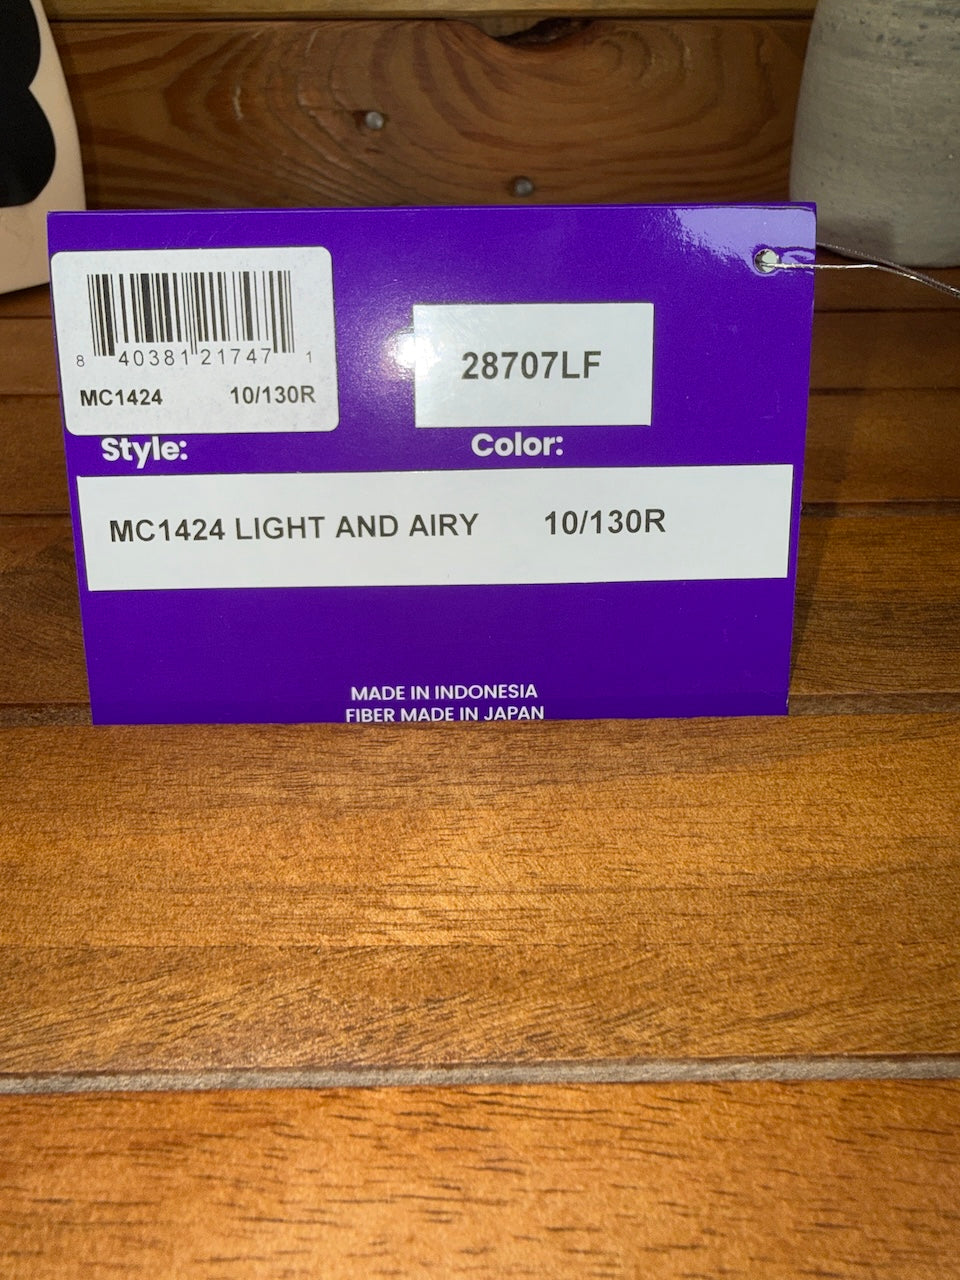 8 40381 21747 1
MC1424 10/130R
28707LF
Style: Color:
MC1424 LIGHT AND AIRY 10/130R
MADE IN INDONESIA
FIBER MADE IN JAPAN